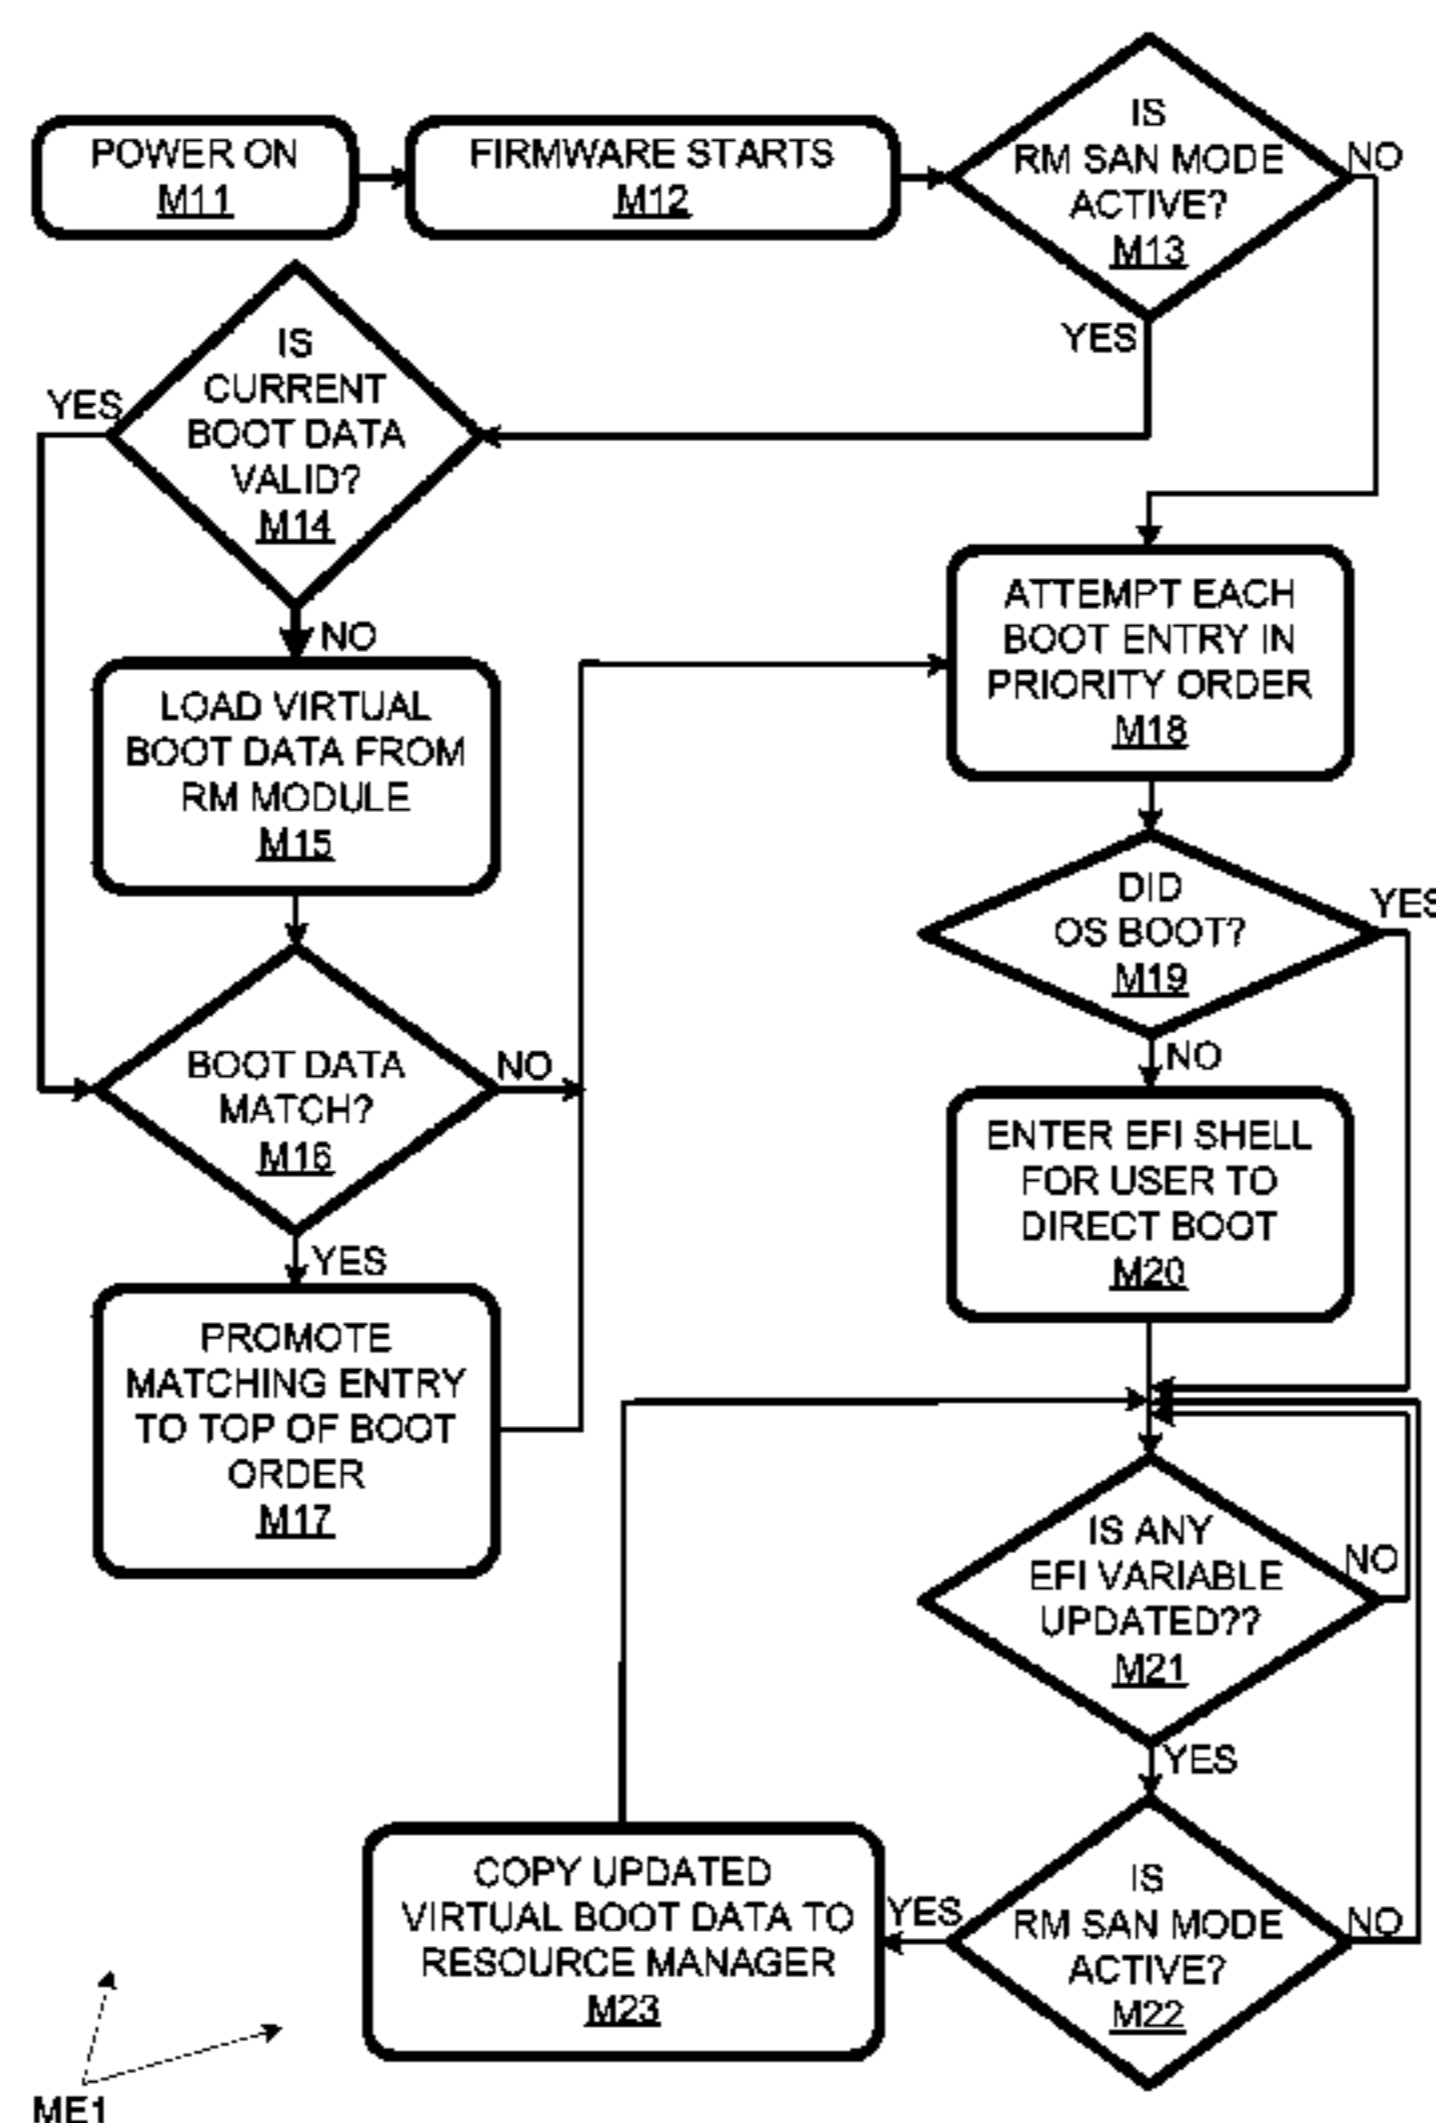 POWER ON
M11
FIRMWARE STARTS
M12
IS
RM SAN MODE
ACTIVE?
M13
NO
YES
IS
CURRENT
BOOT DATA
VALID?
M14
YES
NO
LOAD VIRTUAL
BOOT DATA FROM
RM MODULE
M15
BOOT DATA
MATCH?
M16
NO
YES
PROMOTE
MATCHING ENTRY
TO TOP OF BOOT
ORDER
M17
ATTEMPT EACH
BOOT ENTRY IN
PRIORITY ORDER
M18
DID
OS BOOT?
M19
YES
NO
ENTER EFI SHELL
FOR USER TO
DIRECT BOOT
M20
IS ANY
EFI VARIABLE
UPDATED??
M21
NO
YES
IS
RM SAN MODE
ACTIVE?
M22
NO
YES
COPY UPDATED
VIRTUAL BOOT DATA TO
RESOURCE MANAGER
M23
ME1